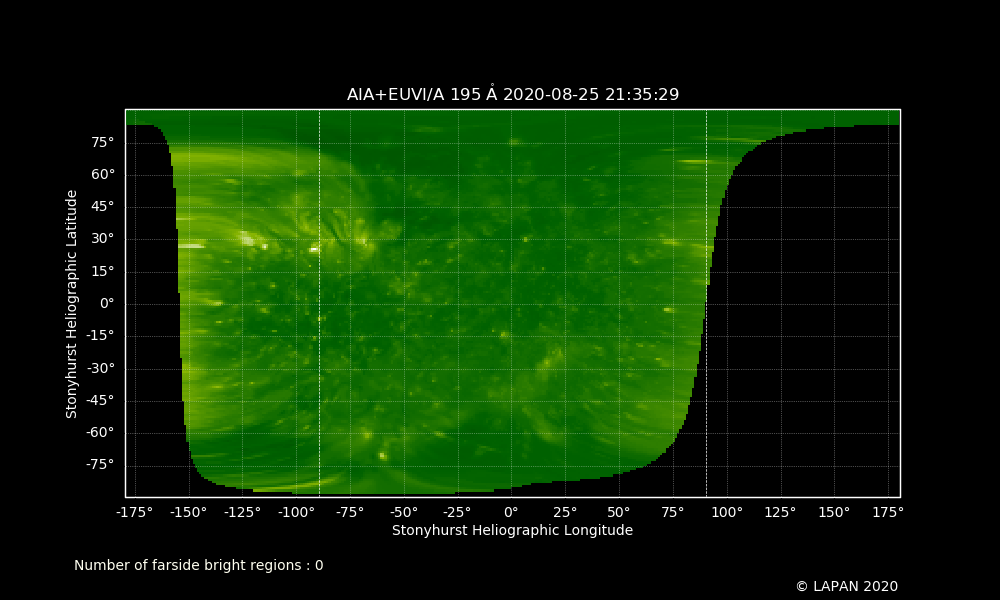 AIA+EUVI/A 195 Å 2020-08-25 21:35:29
75°
60°
45°
30°
15°
0°
-15°
-30°
-45°
-60°
-75°
Stonyhurst Heliographic Latitude
-175° -150° -125° -100° -75° -50° -25° 0° 25° 50° 75° 100° 125° 150° 175°
Stonyhurst Heliographic Longitude
Number of farside bright regions : 0
© LAPAN 2020